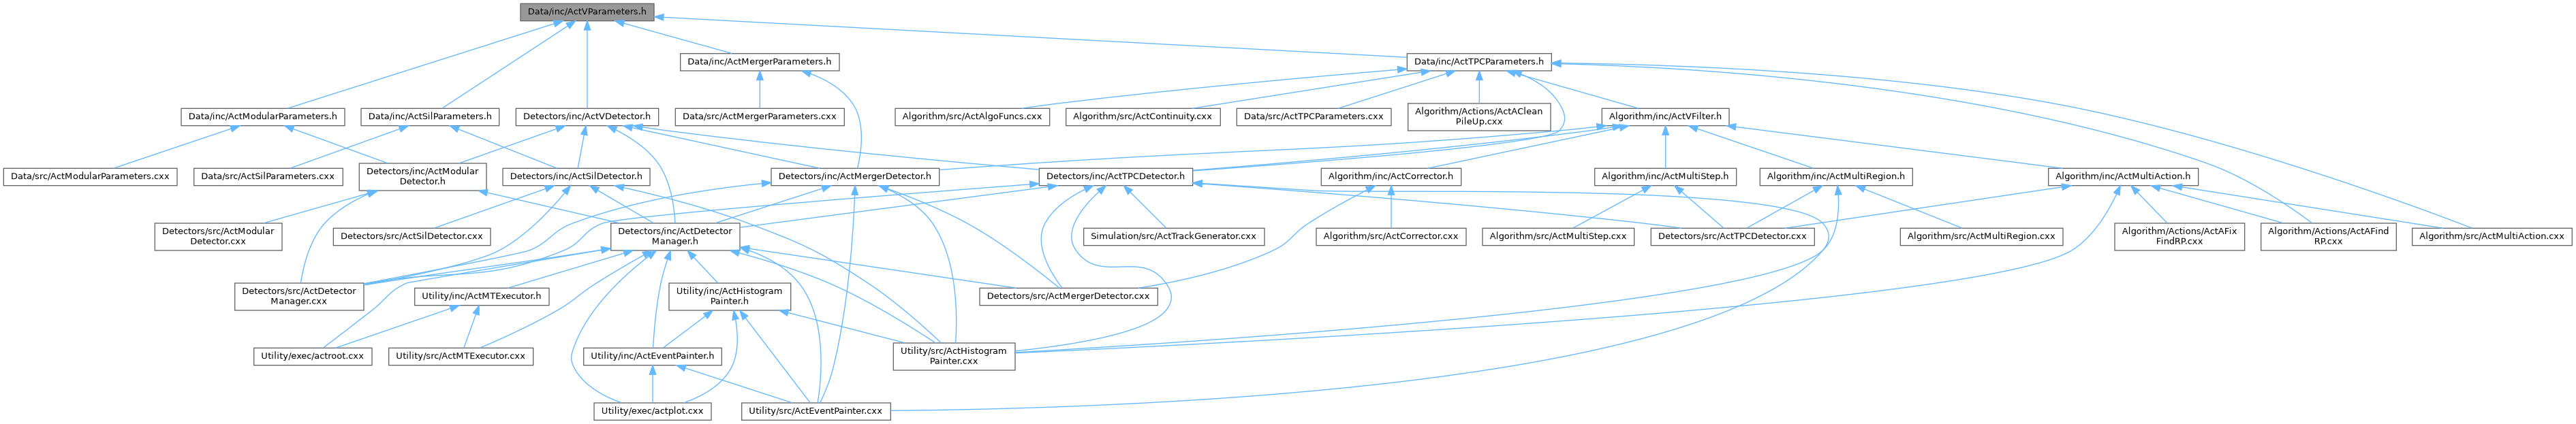 Data/inc/ActVParameters.h
Data/inc/ActMergerParameters.h
Data/inc/ActTPCParameters.h
Data/inc/ActModularParameters.h
Data/inc/ActSilParameters.h
Detectors/inc/ActVDetector.h
Data/src/ActMergerParameters.cxx
Algorithm/src/ActAlgoFuncs.cxx
Algorithm/src/ActContinuity.cxx
Data/src/ActTPCParameters.cxx
Algorithm/Actions/ActAClean
PileUp.cxx
Algorithm/inc/ActVFilter.h
Data/src/ActModularParameters.cxx
Data/src/ActSilParameters.cxx
Detectors/inc/ActModular
Detector.h
Detectors/inc/ActSilDetector.h
Detectors/inc/ActMergerDetector.h
Detectors/inc/ActTPCDetector.h
Algorithm/inc/ActCorrector.h
Algorithm/inc/ActMultiStep.h
Algorithm/inc/ActMultiRegion.h
Algorithm/inc/ActMultiAction.h
Detectors/src/ActModular
Detector.cxx
Detectors/src/ActSilDetector.cxx
Detectors/inc/ActDetector
Manager.h
Simulation/src/ActTrackGenerator.cxx
Algorithm/src/ActCorrector.cxx
Algorithm/src/ActMultiStep.cxx
Detectors/src/ActTPCDetector.cxx
Algorithm/src/ActMultiRegion.cxx
Algorithm/Actions/ActAFix
FindRP.cxx
Algorithm/Actions/ActAFind
RP.cxx
Algorithm/src/ActMultiAction.cxx
Detectors/src/ActDetector
Manager.cxx
Utility/inc/ActMTExecutor.h
Utility/inc/ActHistogram
Painter.h
Detectors/src/ActMergerDetector.cxx
Utility/exec/actroot.cxx
Utility/src/ActMTExecutor.cxx
Utility/inc/ActEventPainter.h
Utility/src/ActHistogram
Painter.cxx
Utility/exec/actplot.cxx
Utility/src/ActEventPainter.cxx